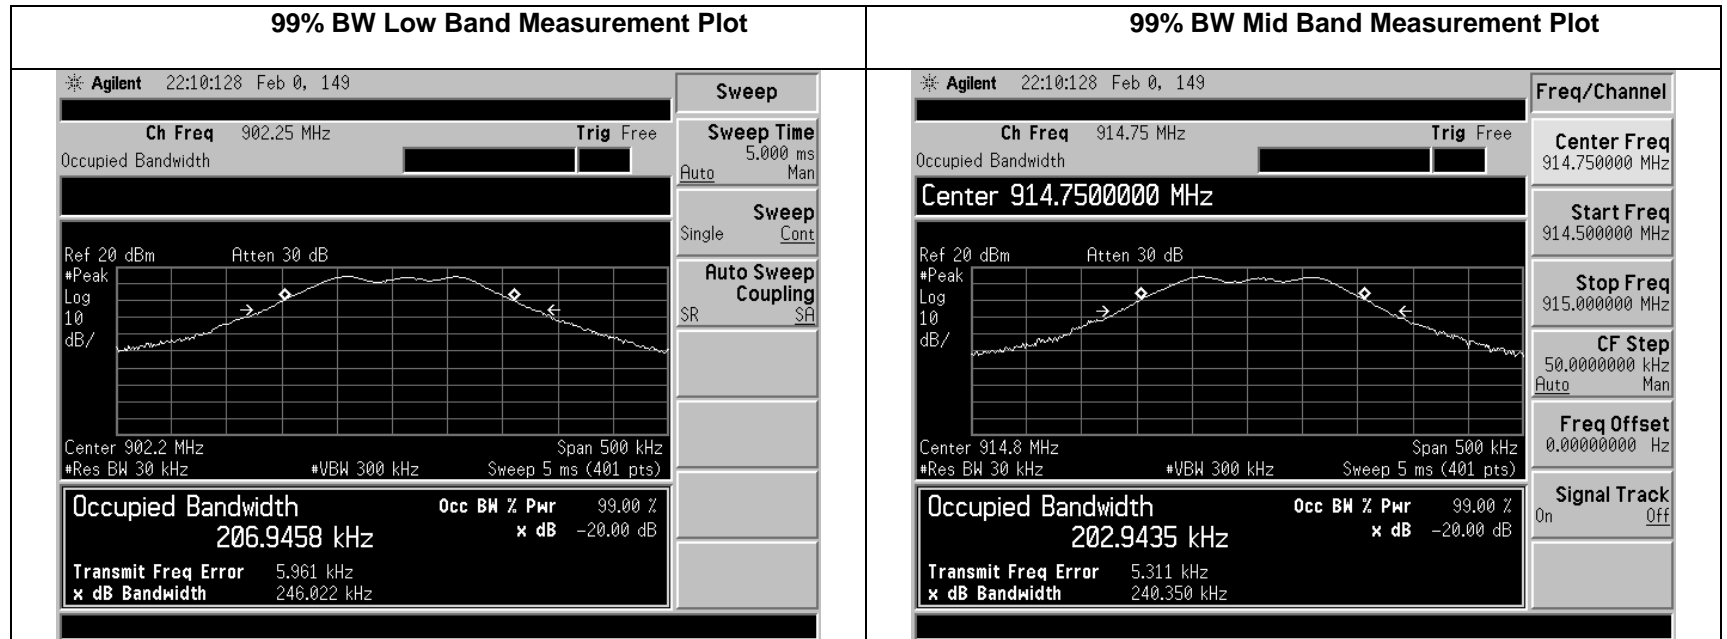 99% BW Low Band Measurement Plot
Agilent 22:10:128 Feb 0, 149
Sweep
Ch Freq 902.25 MHz Trig Free
Occupied Bandwidth
Sweep Time
5.000 ms
Auto Man
Sweep
Single Cont
Auto Sweep
Coupling
SR SA
Ref 20 dBm Atten 30 dB
#Peak
Log
10
dB/
Center 902.2 MHz Span 500 kHz
#Res BW 30 kHz #VBW 300 kHz Sweep 5 ms (401 pts)
Occupied Bandwidth
206.9458 kHz
Occ BW % Pwr 99.00 %
x dB -20.00 dB
Transmit Freq Error 5.961 kHz
x dB Bandwidth 246.022 kHz
99% BW Mid Band Measurement Plot
Agilent 22:10:128 Feb 0, 149
Freq/Channel
Ch Freq 914.75 MHz Trig Free
Occupied Bandwidth
Center 914.7500000 MHz
Center Freq
914.750000 MHz
Start Freq
914.500000 MHz
Stop Freq
915.000000 MHz
CF Step
50.0000000 kHz
Auto Man
Freq Offset
0.00000000 Hz
Signal Track
On Off
Ref 20 dBm Atten 30 dB
#Peak
Log
10
dB/
Center 914.8 MHz Span 500 kHz
#Res BW 30 kHz #VBW 300 kHz Sweep 5 ms (401 pts)
Occupied Bandwidth
202.9435 kHz
Occ BW % Pwr 99.00 %
x dB -20.00 dB
Transmit Freq Error 5.311 kHz
x dB Bandwidth 240.350 kHz